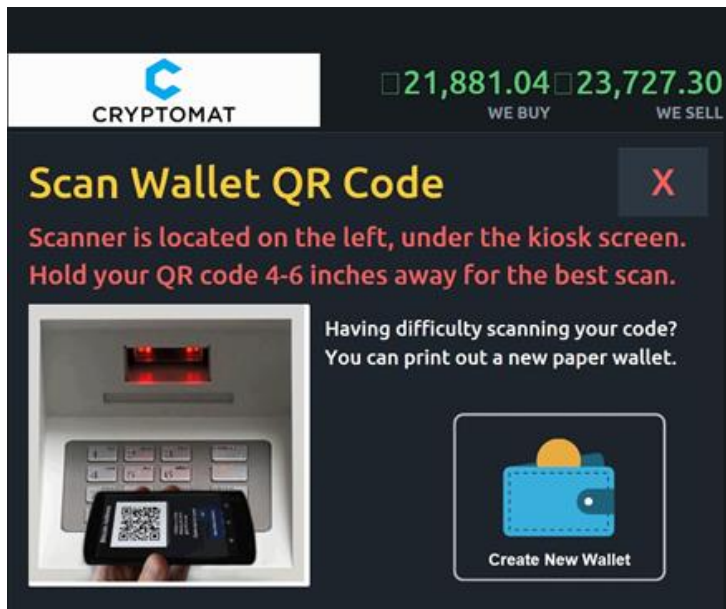 CRYPTOMAT
21,881.04 23,727.30
WE BUY WE SELL
Scan Wallet QR Code
X
Scanner is located on the left, under the kiosk screen.
Hold your QR code 4-6 inches away for the best scan.
Having difficulty scanning your code?
You can print out a new paper wallet.
Create New Wallet